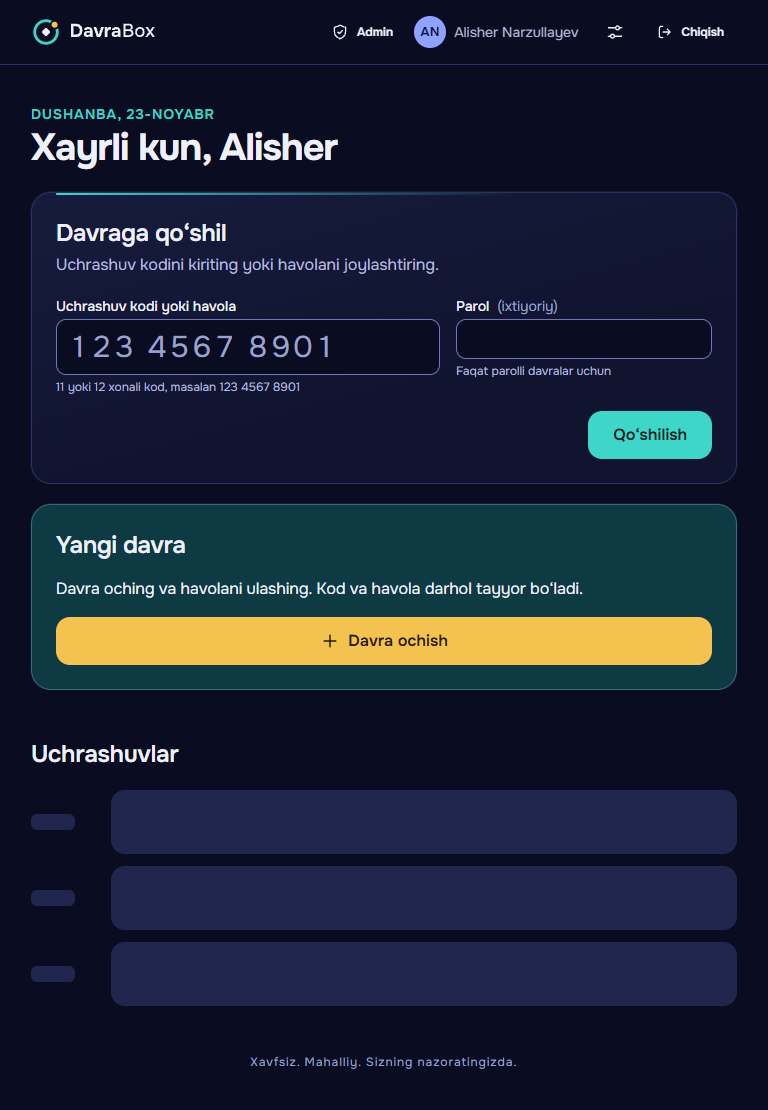 DavraBox
Admin
AN
Alisher Narzullayev
Chiqish
DUSHANBA, 23-NOYABR
Xayrli kun, Alisher
Davraga qo‘shil
Uchrashuv kodini kiriting yoki havolani joylashtiring.
Uchrashuv kodi yoki havola
123 4567 8901
11 yoki 12 xonali kod, masalan 123 4567 8901
Parol (ixtiyoriy)
Faqat parolli davralar uchun
Qo‘shilish
Yangi davra
Davra oching va havolani ulashing. Kod va havola darhol tayyor bo‘ladi.
Davra ochish
Uchrashuvlar
Xavfsiz. Mahalliy. Sizning nazoratingizda.